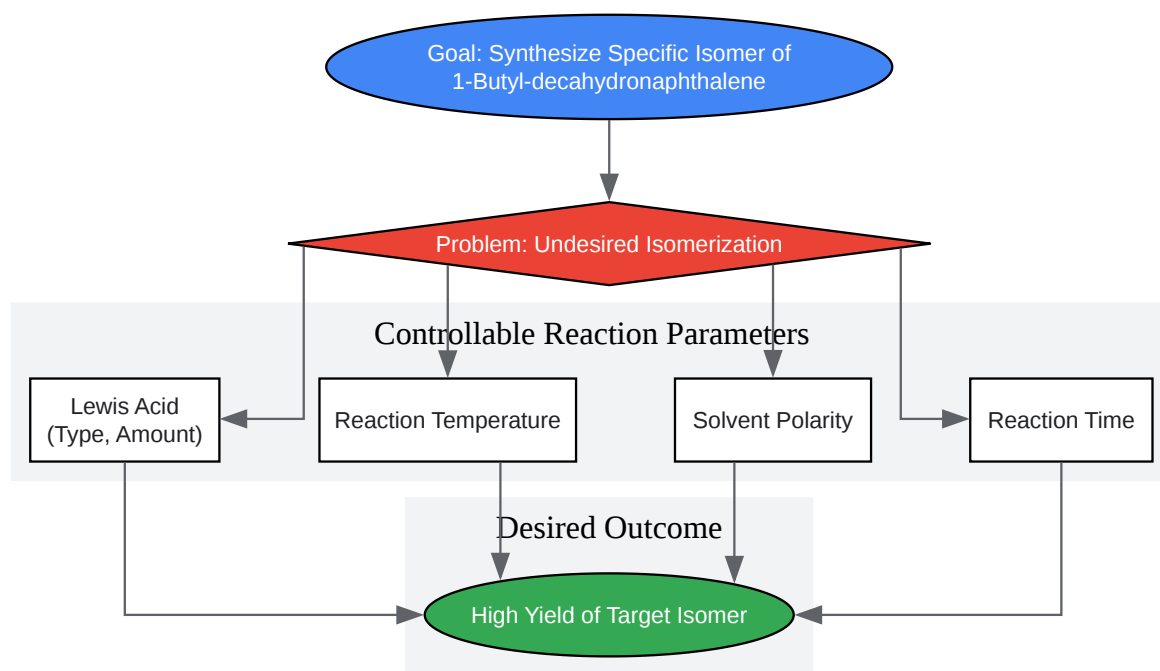 Goal: Synthesize Specific Isomer of
1-Butyl-decahydronaphthalene
Problem: Undesired Isomerization
Controllable Reaction Parameters
Lewis Acid
(Type, Amount)
Reaction Temperature
Solvent Polarity
Reaction Time
Desired Outcome
High Yield of Target Isomer